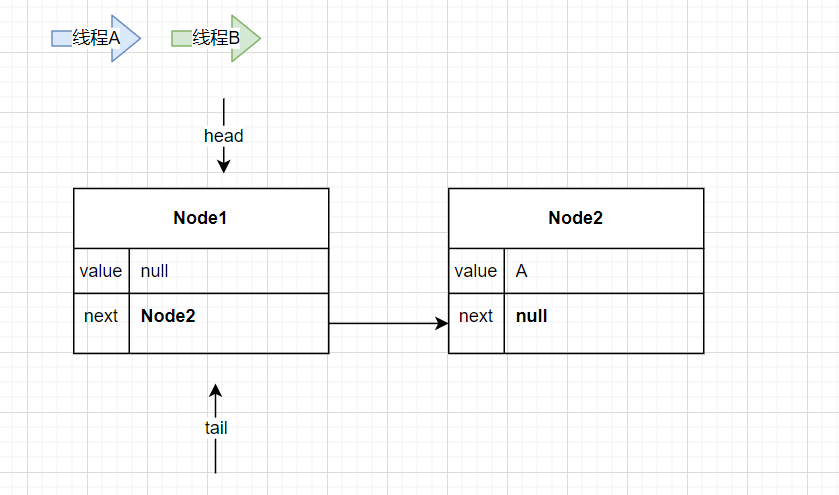 线程A 线程B
head
Node1 Node2
value null value A
next Node2 next null
tail